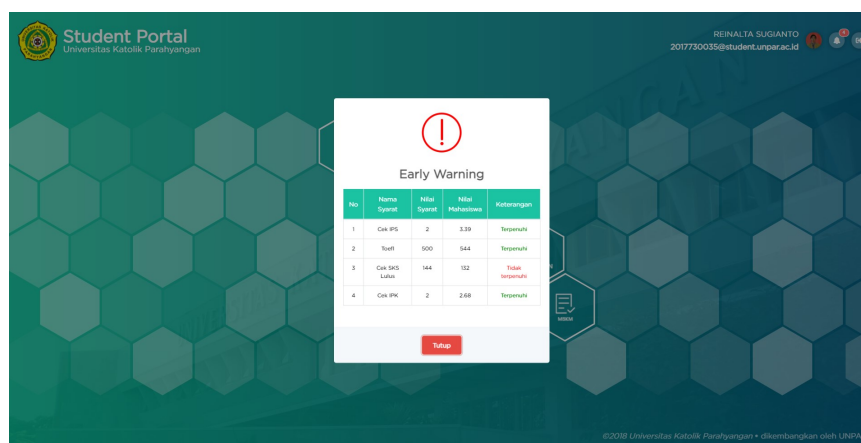 Student Portal
Universitas Katolik Parahyangan
REINALTA SUGIANTO
2017730035@student.unpar.ac.id
Early Warning
No Nama Syarat Nilai Syarat Nilai Mahasiswa Keterangan
1 Cek IPS 2 3.39 Terpenuhi
2 Toefl 500 544 Terpenuhi
3 Cek SKS Lulus 144 132 Tidak terpenuhi
4 Cek IPK 2 2.68 Terpenuhi
Tutup
©2018 Universitas Katolik Parahyangan • dikembangkan oleh UNPA